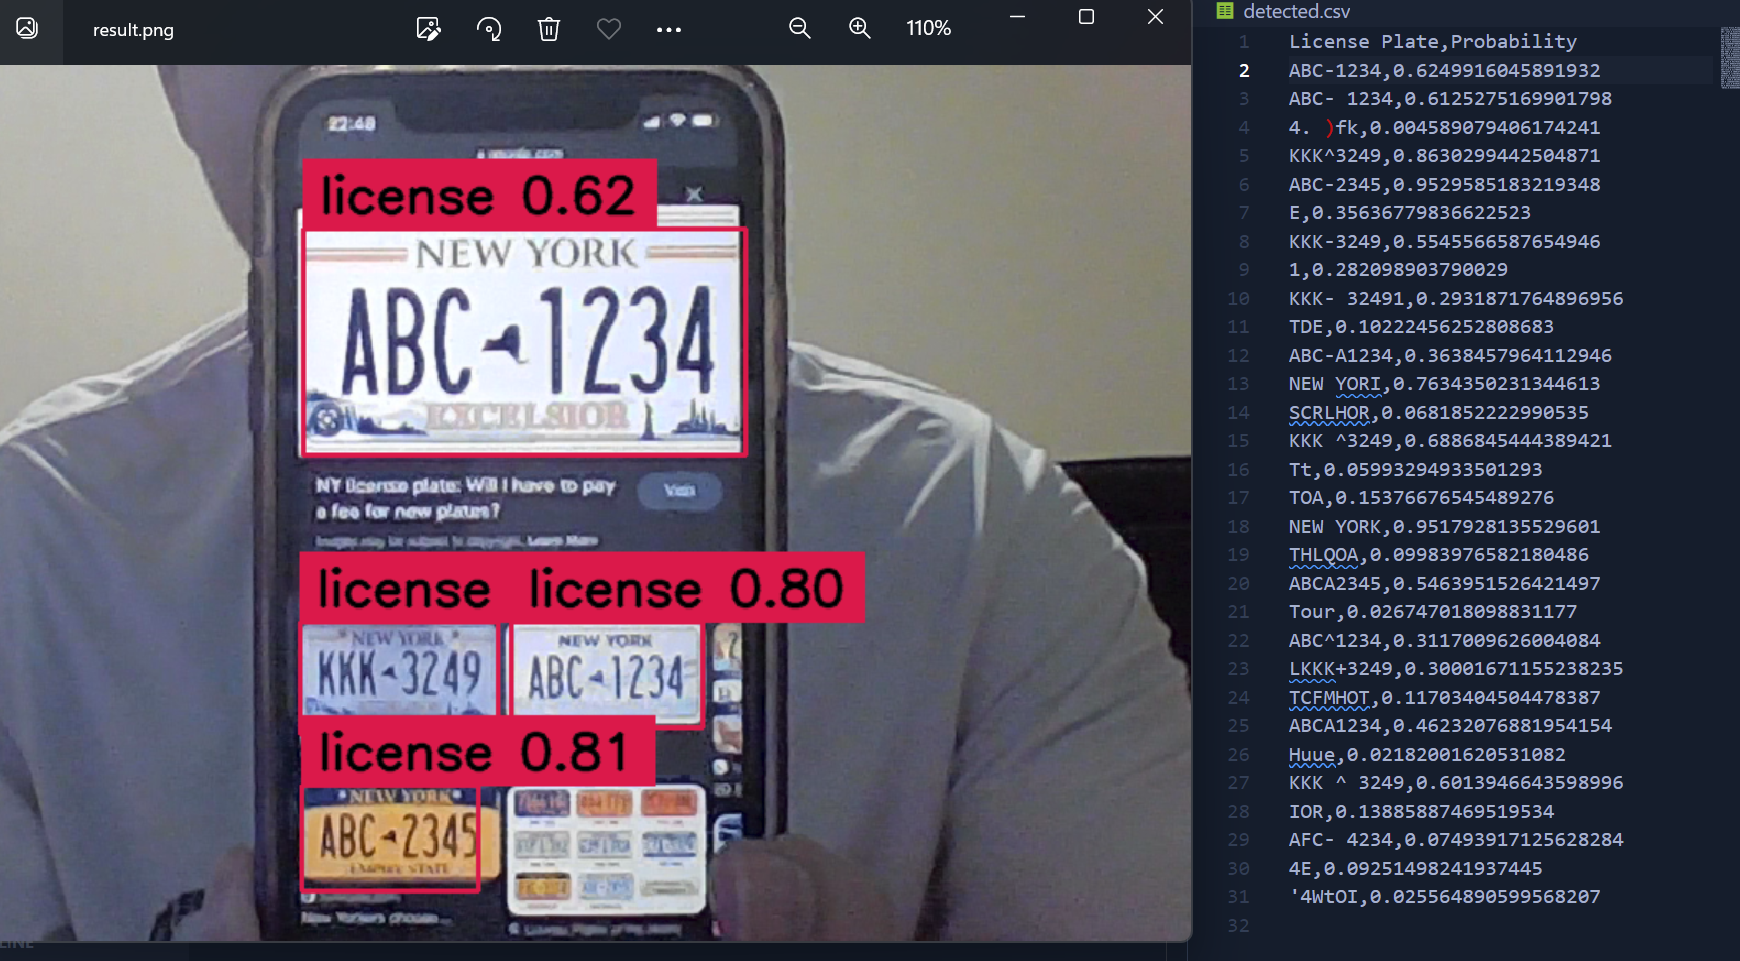 result.png
110%
22:48
license 0.62
NEW YORK
ABC 1234
EXCELSIOR
NY license plate: Will I have to pay
a fee for new plates?
Visit
Images may be subject to copyright. Learn More
license license 0.80
NEW YORK
KKK 3249
NEW YORK
ABC 1234
license 0.81
NEW YORK
ABC 2345
EMPIRE STATE
detected.csv
1 License Plate,Probability
2 ABC-1234,0.6249916045891932
3 ABC- 1234,0.6125275169901798
4 4. )fk,0.004589079406174241
5 KKK^3249,0.8630299442504871
6 ABC-2345,0.9529585183219348
7 E,0.35636779836622523
8 KKK-3249,0.5545566587654946
9 1,0.282098903790029
10 KKK- 32491,0.2931871764896956
11 TDE,0.10222456252808683
12 ABC-A1234,0.3638457964112946
13 NEW YORI,0.7634350231344613
14 SCRLHOR,0.0681852222990535
15 KKK ^3249,0.6886845444389421
16 Tt,0.05993294933501293
17 TOA,0.15376676545489276
18 NEW YORK,0.9517928135529601
19 THLQOA,0.09983976582180486
20 ABCA2345,0.5463951526421497
21 Tour,0.026747018098831177
22 ABC^1234,0.3117009626004084
23 LKKK+3249,0.30001671155238235
24 TCFMHOT,0.11703404504478387
25 ABCA1234,0.46232076881954154
26 Huue,0.02182001620531082
27 KKK ^ 3249,0.6013946643598996
28 IOR,0.13885887469519534
29 AFC- 4234,0.07493917125628284
30 4E,0.09251498241937445
31 '4WtOI,0.025564890599568207
32
LINE